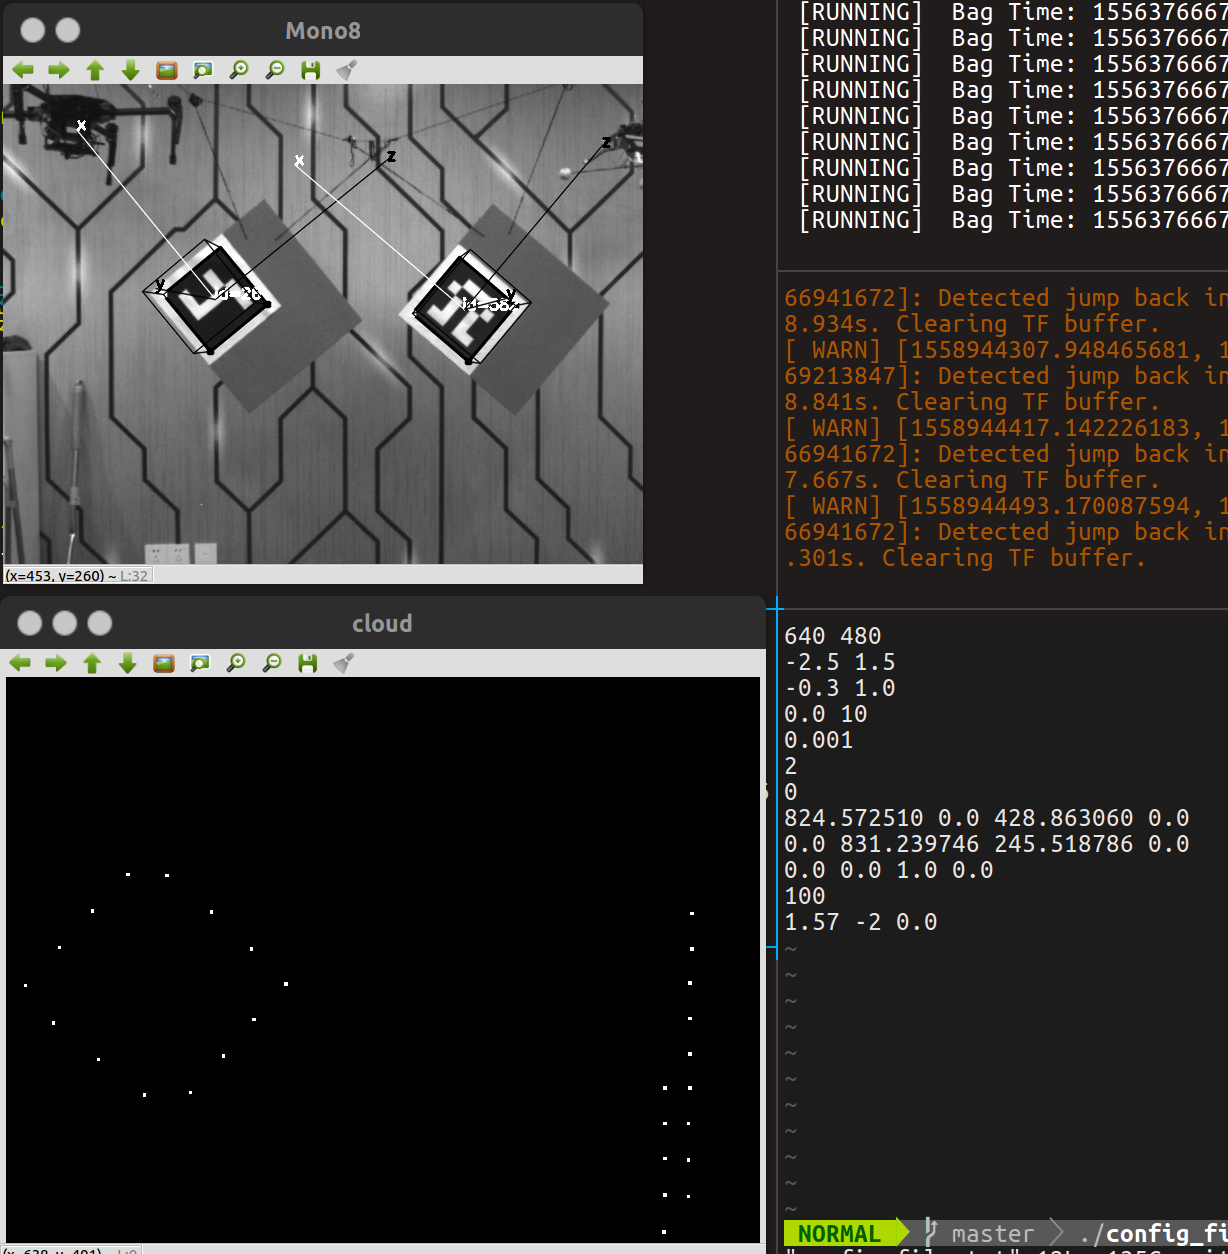 Mono8
x
z
x
z
y
y
(x=453, y=260) ~ L:32
cloud
[RUNNING] Bag Time: 1556376667
[RUNNING] Bag Time: 1556376667
[RUNNING] Bag Time: 1556376667
[RUNNING] Bag Time: 1556376667
[RUNNING] Bag Time: 1556376667
[RUNNING] Bag Time: 1556376667
[RUNNING] Bag Time: 1556376667
[RUNNING] Bag Time: 1556376667
[RUNNING] Bag Time: 1556376667
66941672]: Detected jump back in
8.934s. Clearing TF buffer.
[ WARN] [1558944307.948465681, 1
69213847]: Detected jump back in
8.841s. Clearing TF buffer.
[ WARN] [1558944417.142226183, 1
66941672]: Detected jump back in
7.667s. Clearing TF buffer.
[ WARN] [1558944493.170087594, 1
66941672]: Detected jump back in
.301s. Clearing TF buffer.
640 480
-2.5 1.5
-0.3 1.0
0.0 10
0.001
2
0
824.572510 0.0 428.863060 0.0
0.0 831.239746 245.518786 0.0
0.0 0.0 1.0 0.0
100
1.57 -2 0.0
~
~
~
~
~
~
~
~
~
~
~
NORMAL master ./config_fi